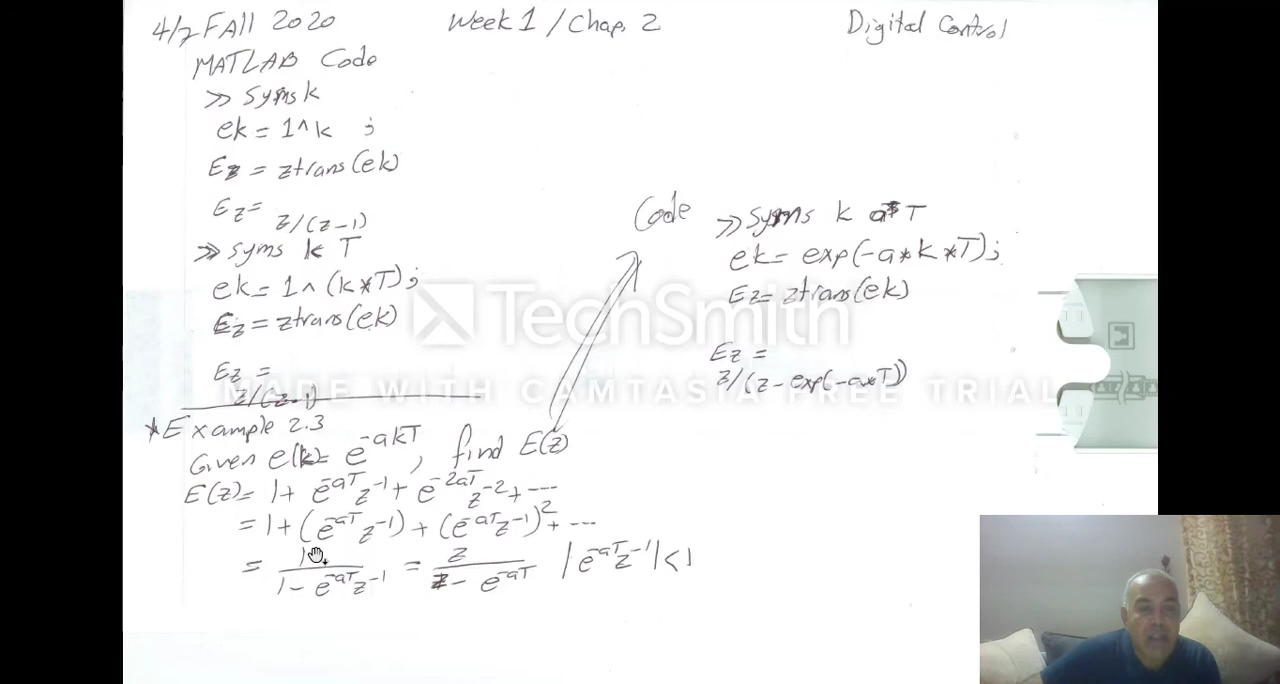 4/7 FAll 2020 Week 1 / Chap. 2 Digital Control
MATLAB Code
>> Syms k
ek = 1^k ;
Ez = ztrans(ek)
Ez =
z/(z-1)
>> syms k T
ek = 1^(k*T);
Ez = ztrans(ek)
Ez =
z/(z-1)
Code
>> Syms k a T
ek = exp(-a*k*T);
Ez = ztrans(ek)
Ez =
z/(z - exp(-a*T))
TechSmith
MADE WITH CAMTASIA FREE TRIAL
*Example 2.3
Given e(k) = e^-akT, find E(z)
E(z) = 1 + e^-aT z^-1 + e^-2aT z^-2 + ---
= 1 + (e^-aT z^-1) + (e^-aT z^-1)^2 + ---
= 1/(1 - e^-aT z^-1) = z/(z - e^-aT) |e^-aT z^-1| < 1